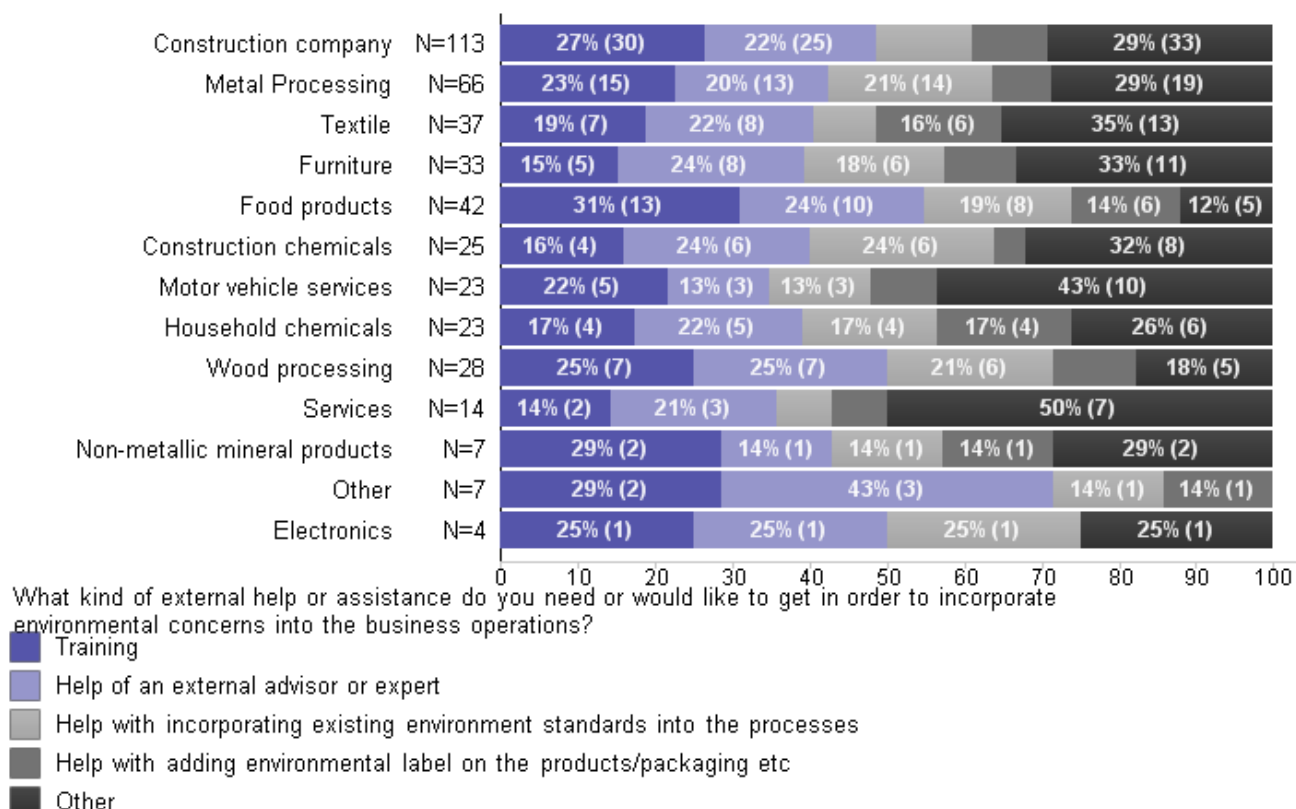 Construction company N=113 27% (30) 22% (25) 29% (33)
Metal Processing N=66 23% (15) 20% (13) 21% (14) 29% (19)
Textile N=37 19% (7) 22% (8) 16% (6) 35% (13)
Furniture N=33 15% (5) 24% (8) 18% (6) 33% (11)
Food products N=42 31% (13) 24% (10) 19% (8) 14% (6) 12% (5)
Construction chemicals N=25 16% (4) 24% (6) 24% (6) 32% (8)
Motor vehicle services N=23 22% (5) 13% (3) 13% (3) 43% (10)
Household chemicals N=23 17% (4) 22% (5) 17% (4) 17% (4) 26% (6)
Wood processing N=28 25% (7) 25% (7) 21% (6) 18% (5)
Services N=14 14% (2) 21% (3) 50% (7)
Non-metallic mineral products N=7 29% (2) 14% (1) 14% (1) 14% (1) 29% (2)
Other N=7 29% (2) 43% (3) 14% (1) 14% (1)
Electronics N=4 25% (1) 25% (1) 25% (1) 25% (1)
0 10 20 30 40 50 60 70 80 90 100
What kind of external help or assistance do you need or would like to get in order to incorporate
environmental concerns into the business operations?
Training
Help of an external advisor or expert
Help with incorporating existing environment standards into the processes
Help with adding environmental label on the products/packaging etc
Other